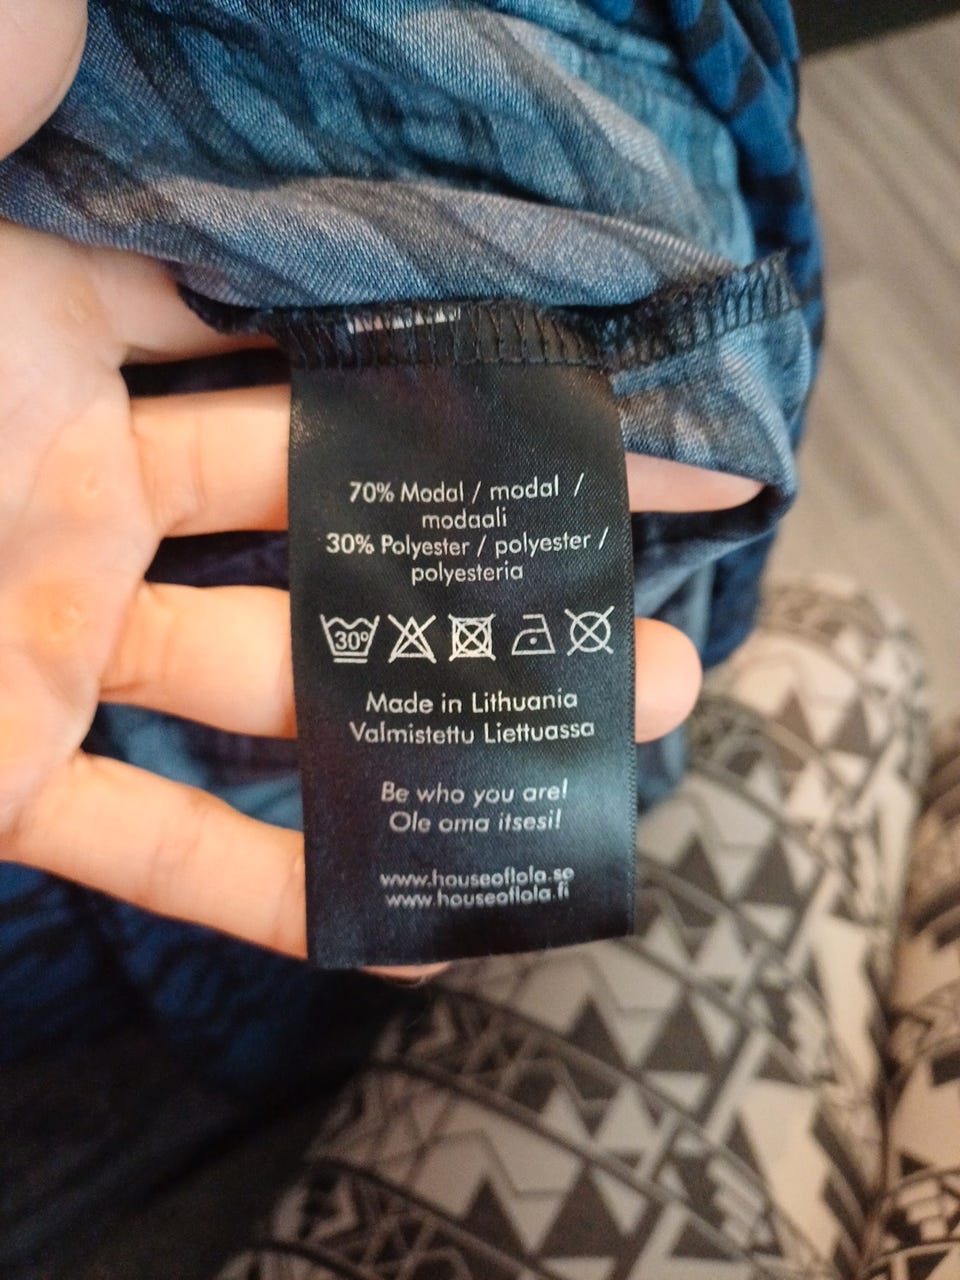 70% Modal / modal /
modaali
30% Polyester / polyester /
polyesteria
30°
Made in Lithuania
Valmistettu Liettuassa
Be who you are!
Ole oma itsesi!
www.houseoflola.se
www.houseoflola.fi